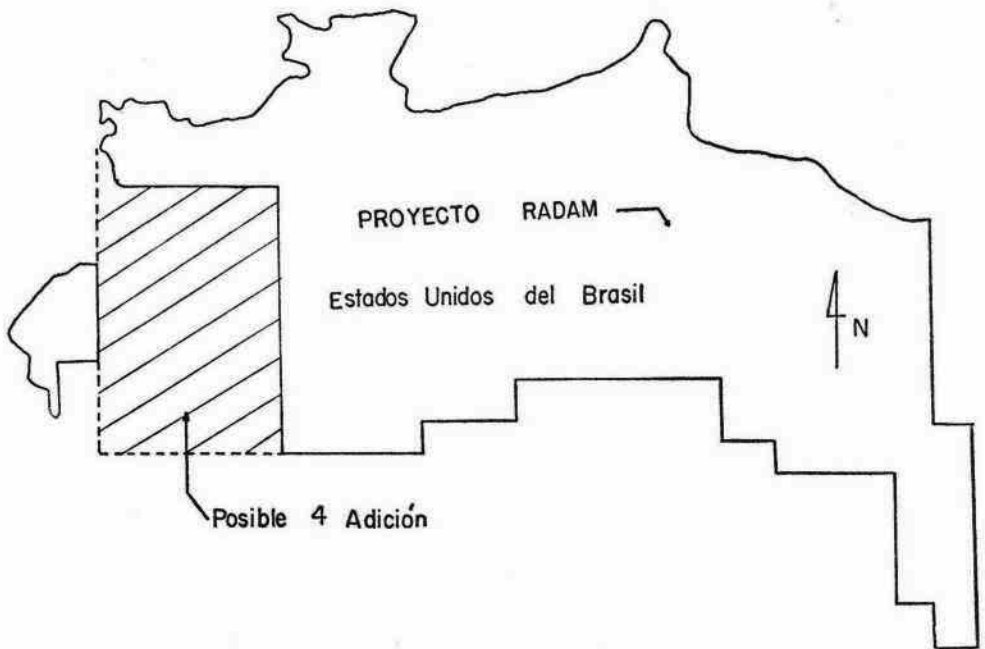 PROYECTO RADAM
Estados Unidos del Brasil
N
Posible 4 Adición